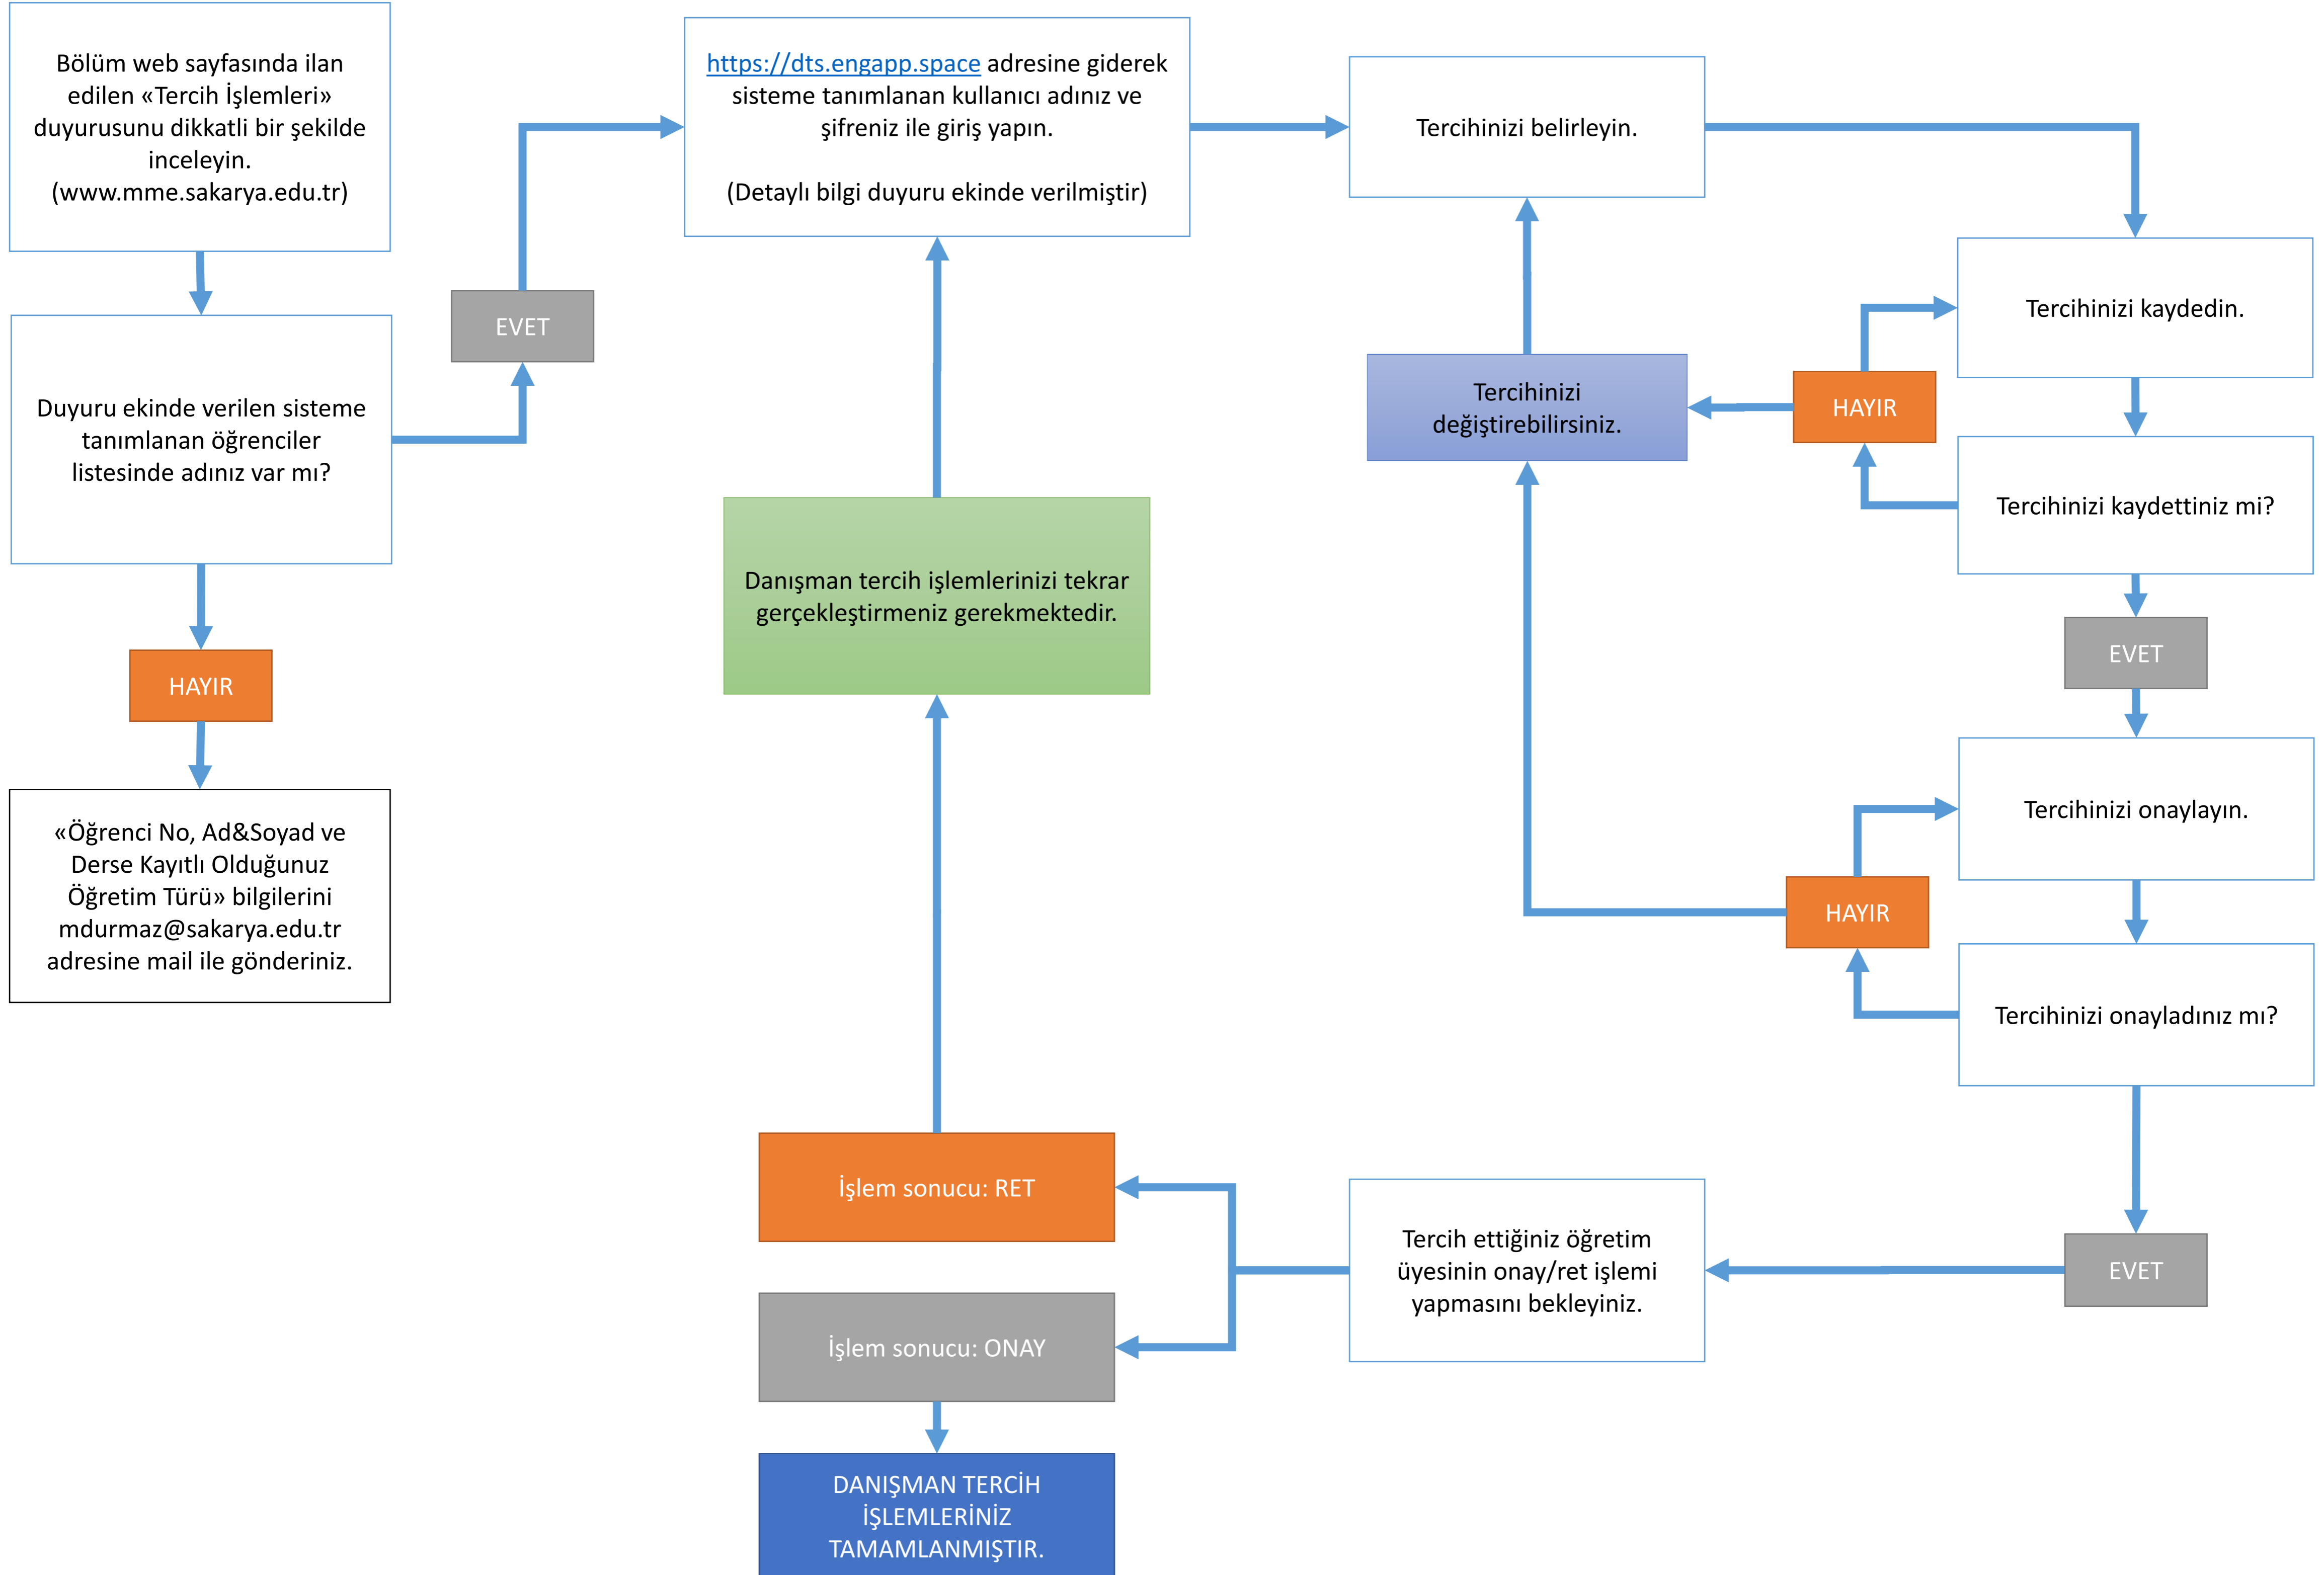 Bölüm web sayfasında ilan
edilen «Tercih İşlemleri»
duyurusunu dikkatli bir şekilde
inceleyin.
(www.mme.sakarya.edu.tr)
Duyuru ekinde verilen sisteme
tanımlanan öğrenciler
listesinde adınız var mı?
HAYIR
«Öğrenci No, Ad&Soyad ve
Derse Kayıtlı Olduğunuz
Öğretim Türü» bilgilerini
mdurmaz@sakarya.edu.tr
adresine mail ile gönderiniz.
EVET
https://dts.engapp.space adresine giderek
sisteme tanımlanan kullanıcı adınız ve
şifreniz ile giriş yapın.
(Detaylı bilgi duyuru ekinde verilmiştir)
Tercihinizi belirleyin.
Tercihinizi kaydedin.
Tercihinizi kaydettiniz mi?
HAYIR
Tercihinizi
değiştirebilirsiniz.
EVET
Tercihinizi onaylayın.
Tercihinizi onayladınız mı?
HAYIR
EVET
Tercih ettiğiniz öğretim
üyesinin onay/ret işlemi
yapmasını bekleyiniz.
İşlem sonucu: RET
Danışman tercih işlemlerinizi tekrar
gerçekleştirmeniz gerekmektedir.
İşlem sonucu: ONAY
DANIŞMAN TERCİH
İŞLEMLERİNİZ
TAMAMLANMIŞTIR.